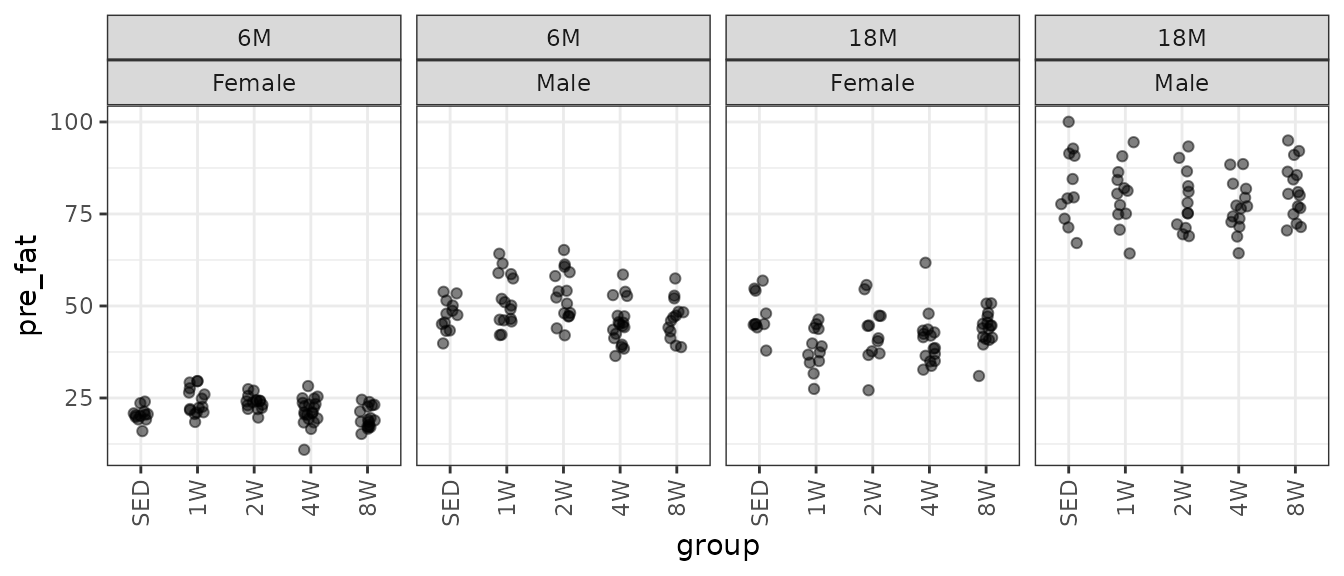 6M 6M 18M 18M
Female Male Female Male
100
75
50
25
pre_fat
SED 1W 2W 4W 8W SED 1W 2W 4W 8W SED 1W 2W 4W 8W SED 1W 2W 4W 8W
group